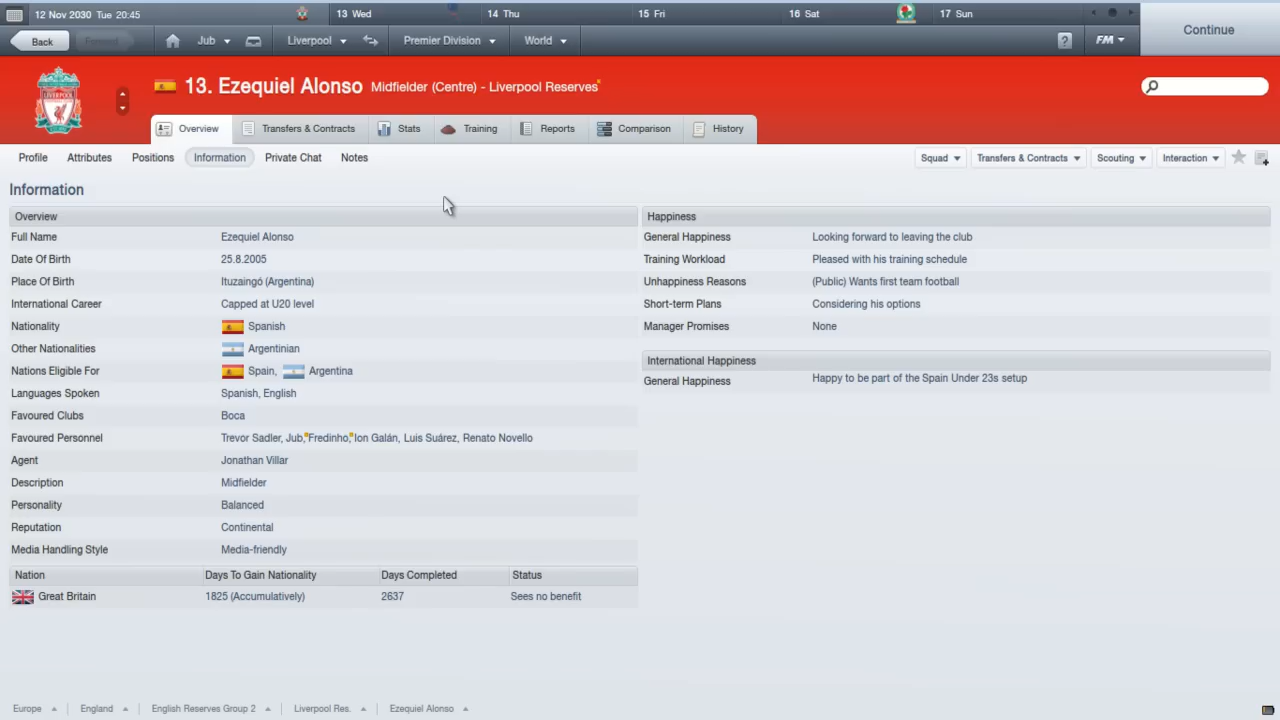 12 Nov 2030 Tue 20:45 13 Wed 14 Thu 15 Fri 16 Sat 17 Sun Continue
Back Forward Jub Liverpool Premier Division World ? FM
13. Ezequiel Alonso Midfielder (Centre) - Liverpool Reserves
Overview Transfers & Contracts Stats Training Reports Comparison History
Profile Attributes Positions Information Private Chat Notes Squad Transfers & Contracts Scouting Interaction
Information
Overview Happiness
Full Name Ezequiel Alonso General Happiness Looking forward to leaving the club
Date Of Birth 25.8.2005 Training Workload Pleased with his training schedule
Place Of Birth Ituzaingó (Argentina) Unhappiness Reasons (Public) Wants first team football
International Career Capped at U20 level Short-term Plans Considering his options
Nationality Spanish Manager Promises None
Other Nationalities Argentinian International Happiness
Nations Eligible For Spain, Argentina General Happiness Happy to be part of the Spain Under 23s setup
Languages Spoken Spanish, English
Favoured Clubs Boca
Favoured Personnel Trevor Sadler, Jub, Fredinho, Ion Galán, Luis Suárez, Renato Novello
Agent Jonathan Villar
Description Midfielder
Personality Balanced
Reputation Continental
Media Handling Style Media-friendly
Nation Days To Gain Nationality Days Completed Status
Great Britain 1825 (Accumulatively) 2637 Sees no benefit
Europe England English Reserves Group 2 Liverpool Res. Ezequiel Alonso